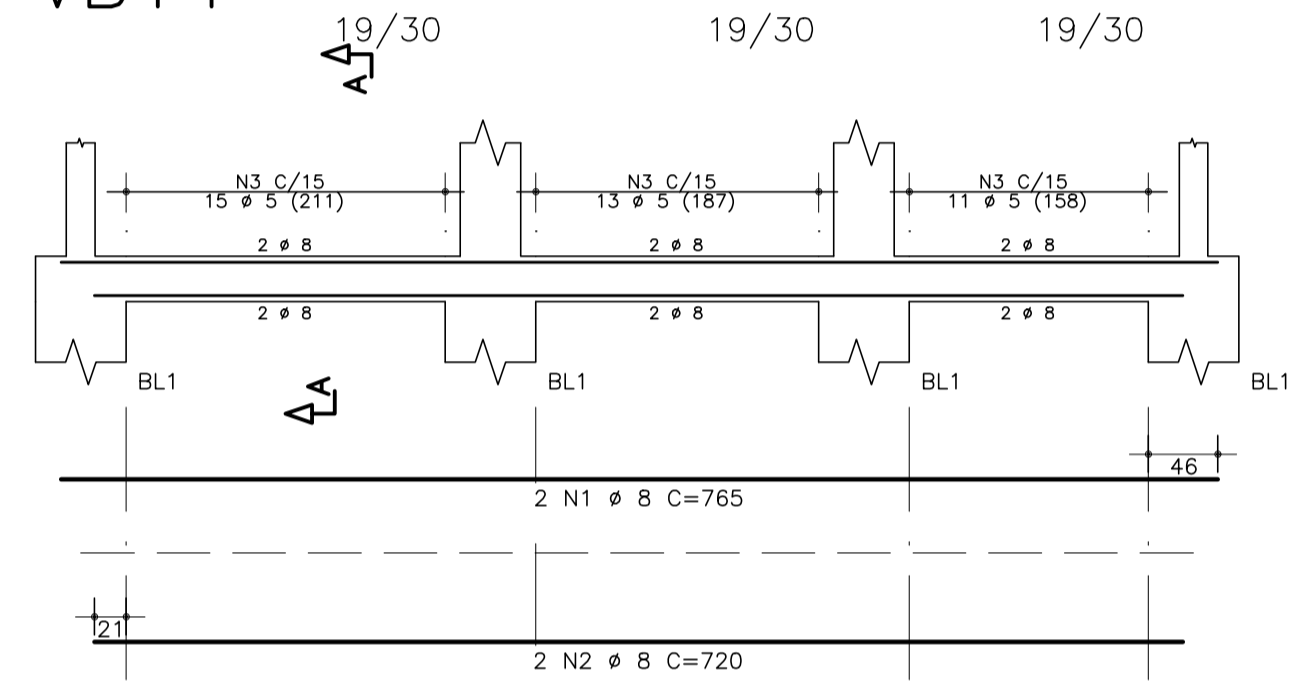 19/30 19/30 19/30
A
N3 C/15 N3 C/15 N3 C/15
15 ø 5 (211) 13 ø 5 (187) 11 ø 5 (158)
2 ø 8 2 ø 8 2 ø 8
2 ø 8 2 ø 8 2 ø 8
BL1 BL1 BL1 BL1
A
46
2 N1 ø 8 C=765
21
2 N2 ø 8 C=720